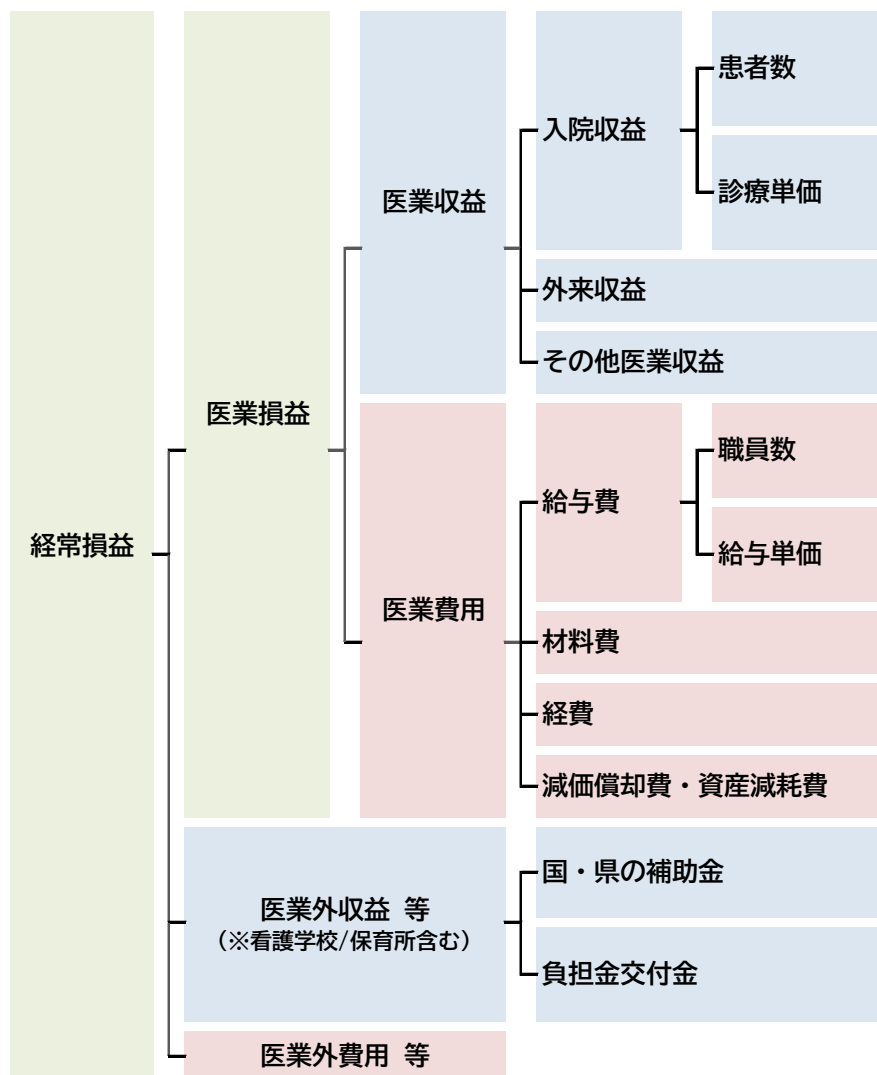 経常損益
医業損益
医業収益
入院収益
患者数
診療単価
外来収益
その他医業収益
医業費用
給与費
職員数
給与単価
材料費
経費
減価償却費・資産減耗費
医業外収益 等
（※看護学校/保育所含む）
国・県の補助金
負担金交付金
医業外費用 等